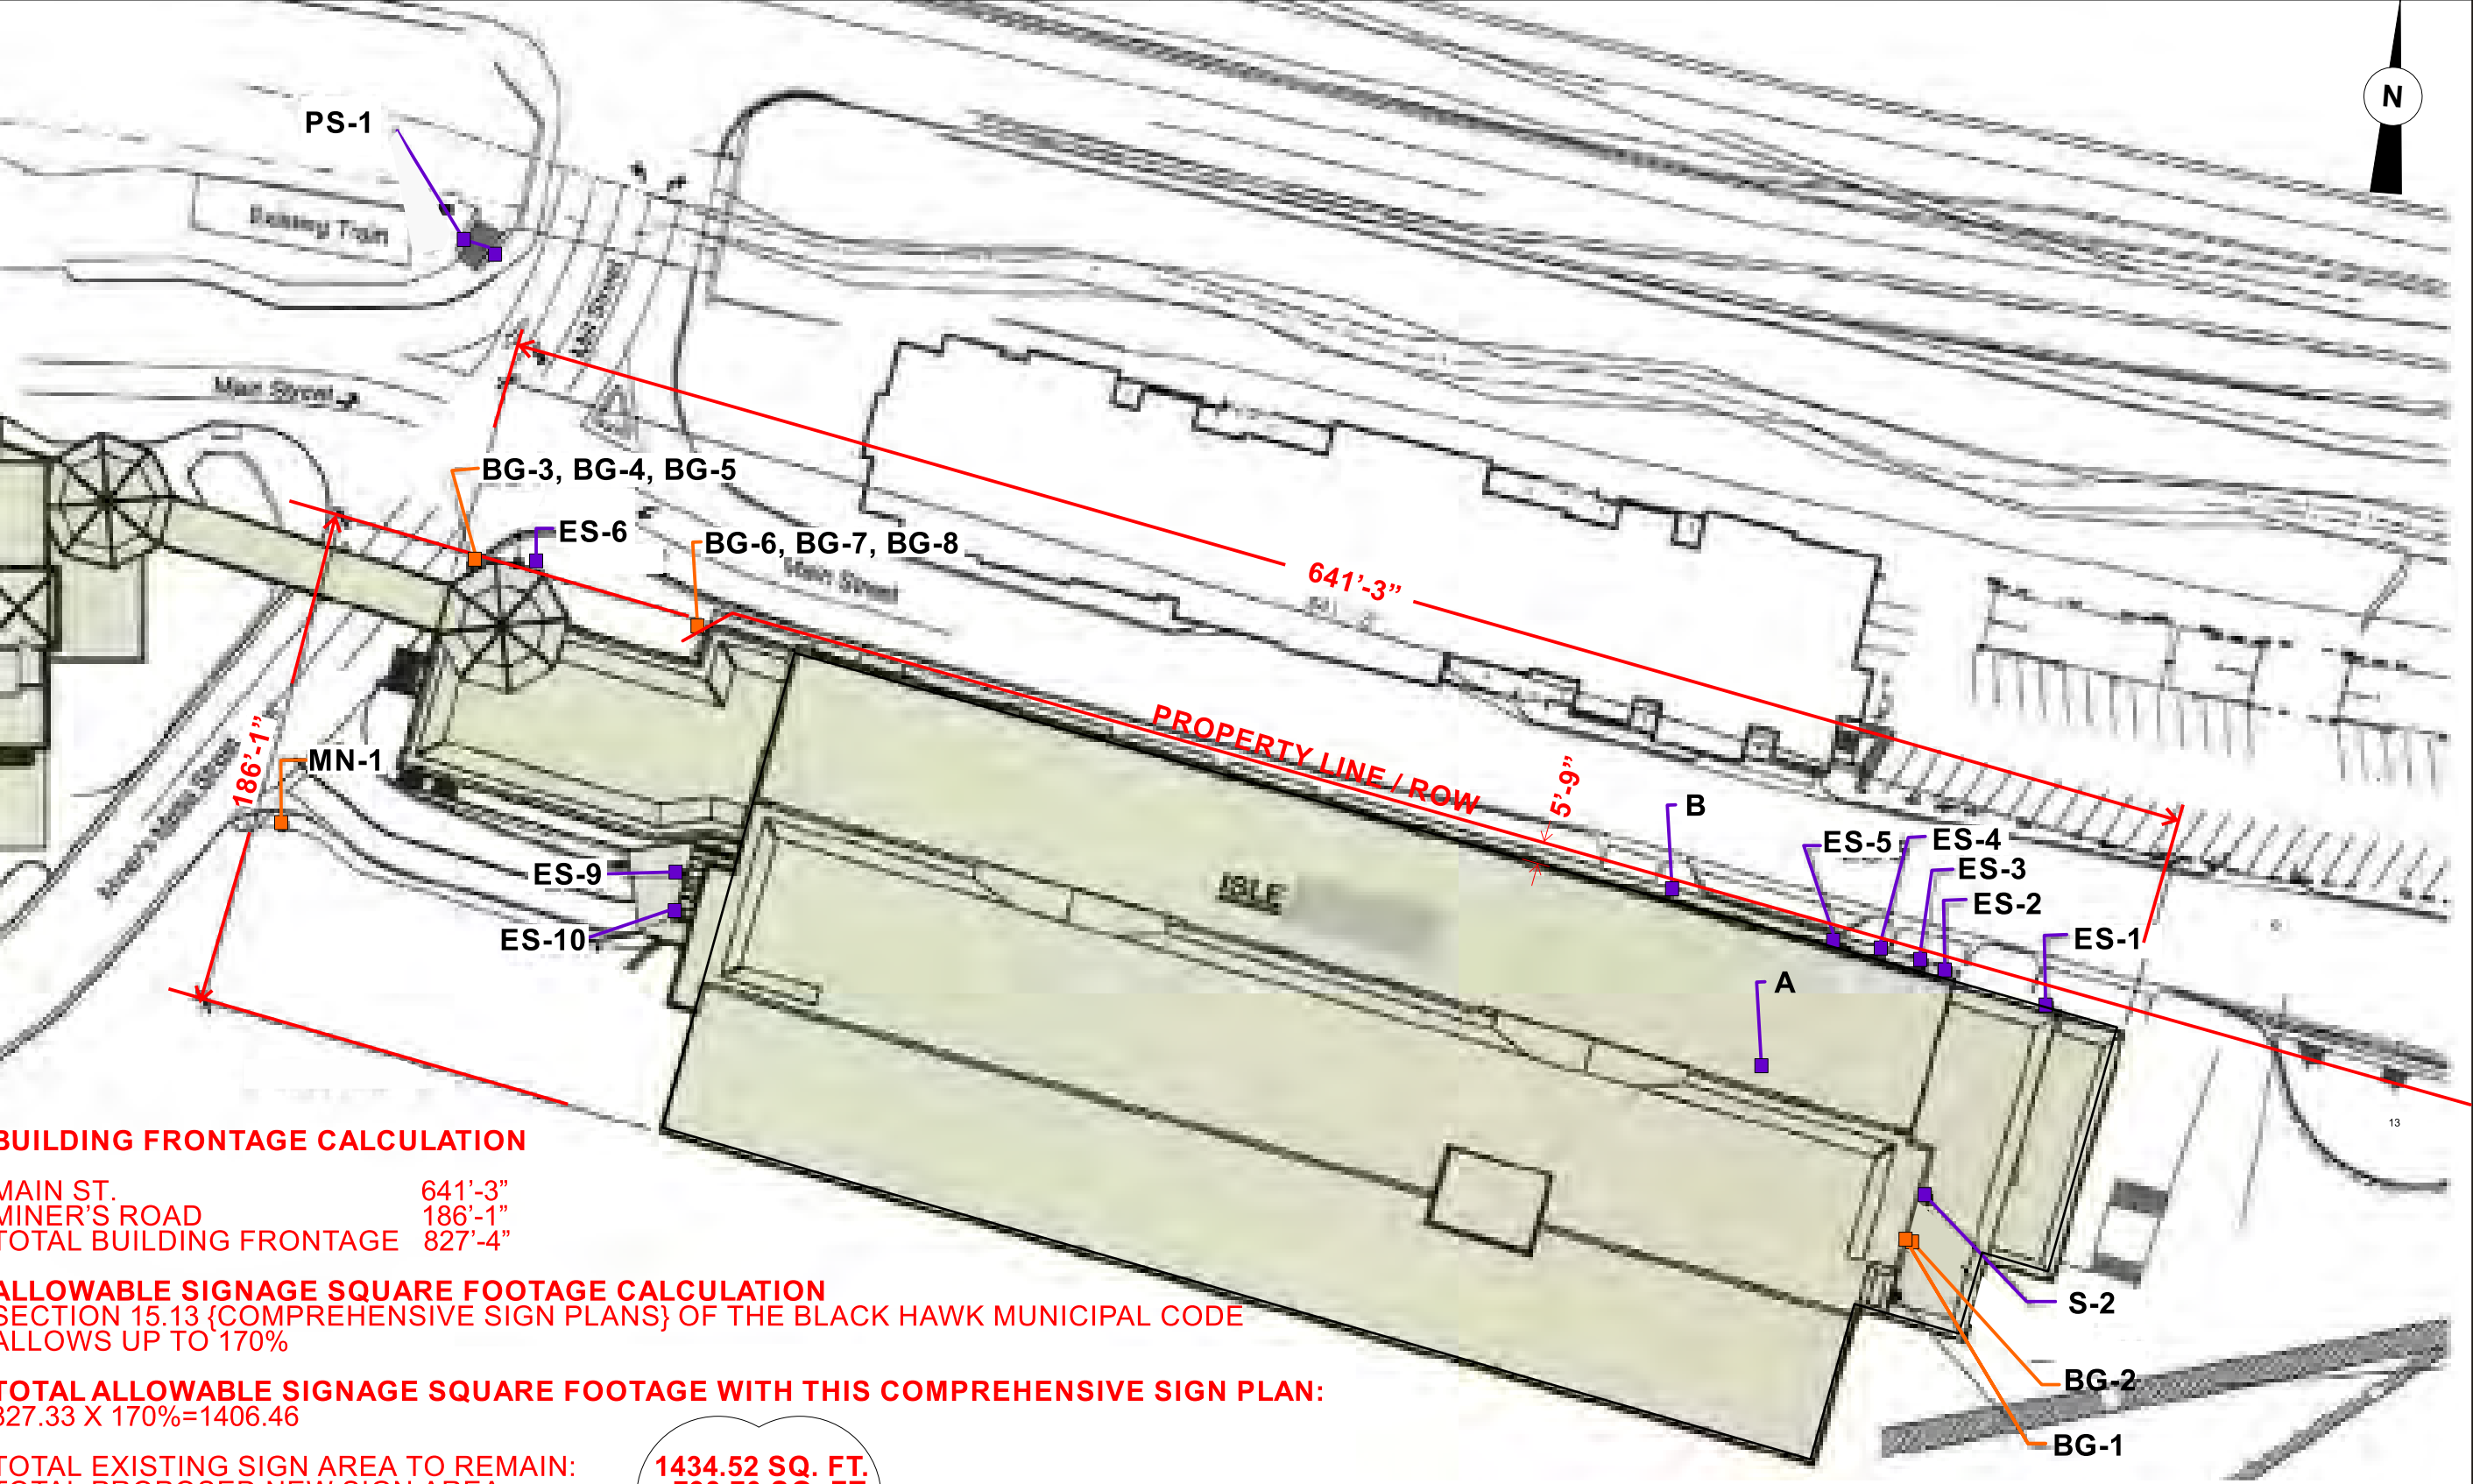 N
PS-1
Existing Train
Main Street
BG-3, BG-4, BG-5
ES-6
BG-6, BG-7, BG-8
Main Street
641’-3”
186’-1”
MN-1
PROPERTY LINE / ROW
5’-9”
B
ES-5
ES-4
ES-3
ES-2
ES-1
ES-9
ES-10
ISLE
A
13
S-2
BG-2
BG-1
BUILDING FRONTAGE CALCULATION
MAIN ST. 641’-3”
MINER’S ROAD 186’-1”
TOTAL BUILDING FRONTAGE 827’-4”
ALLOWABLE SIGNAGE SQUARE FOOTAGE CALCULATION
SECTION 15.13 {COMPREHENSIVE SIGN PLANS} OF THE BLACK HAWK MUNICIPAL CODE
ALLOWS UP TO 170%
TOTAL ALLOWABLE SIGNAGE SQUARE FOOTAGE WITH THIS COMPREHENSIVE SIGN PLAN:
827.33 X 170%=1406.46
TOTAL EXISTING SIGN AREA TO REMAIN: 1434.52 SQ. FT.
TOTAL PROPOSED NEW SIGN AREA